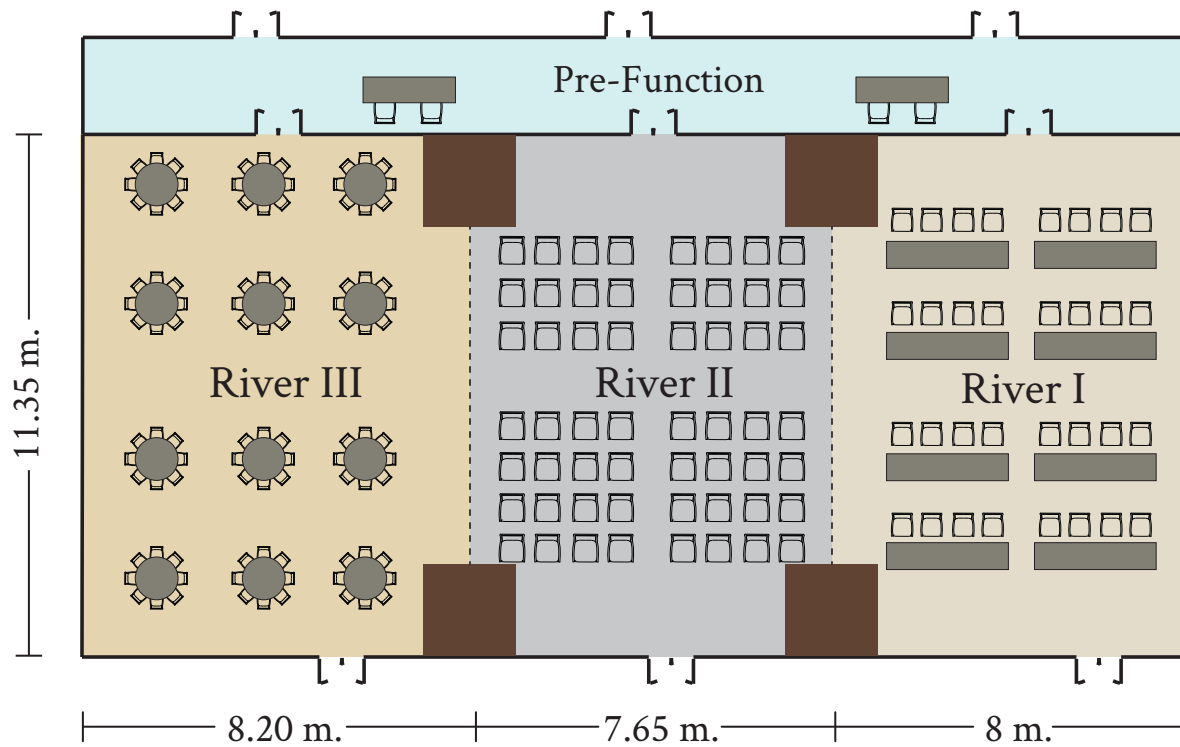 Pre-Function
River III
River II
River I
11.35 m.
8.20 m.
7.65 m.
8 m.